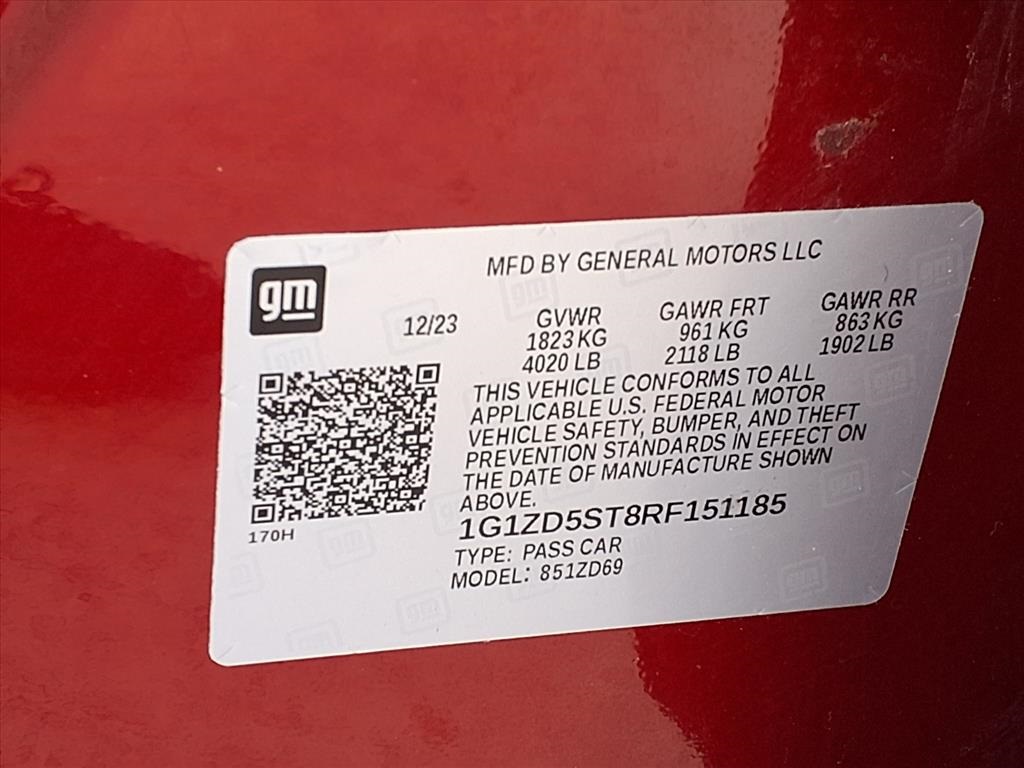 MFD BY GENERAL MOTORS LLC
gm
12/23
GVWR
1823 KG
4020 LB
GAWR FRT
961 KG
2118 LB
GAWR RR
863 KG
1902 LB
THIS VEHICLE CONFORMS TO ALL
APPLICABLE U.S. FEDERAL MOTOR
VEHICLE SAFETY, BUMPER, AND THEFT
PREVENTION STANDARDS IN EFFECT ON
THE DATE OF MANUFACTURE SHOWN
ABOVE.
1G1ZD5ST8RF151185
170H
TYPE: PASS CAR
MODEL: 851ZD69